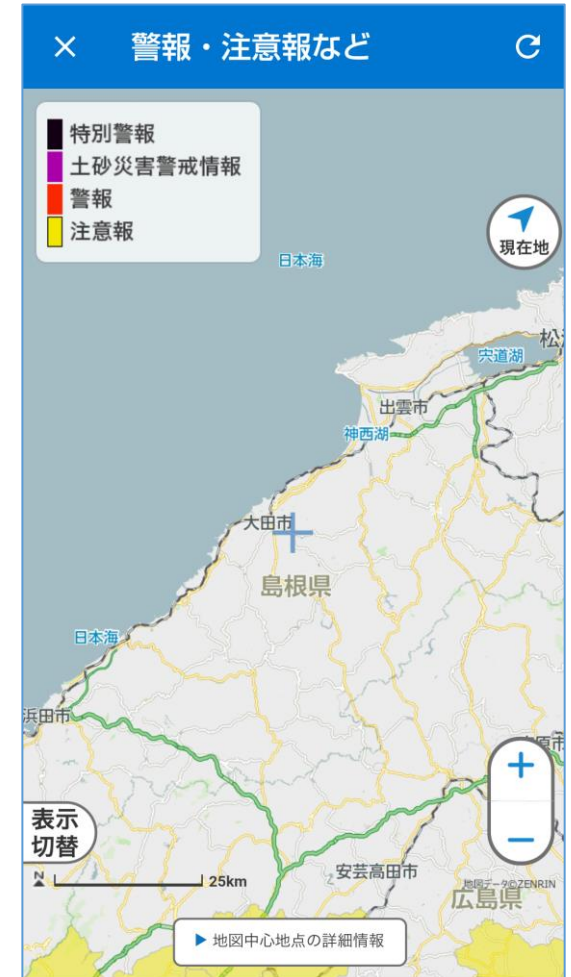 警報・注意報など
特別警報
土砂災害警戒情報
警報
注意報
現在地
日本海
松
宍道湖
出雲市
神西湖
大田市
島根県
日本海
浜田市
原市
表示
切替
N
25km
安芸高田市
地図データ©ZENRIN
広島県
地図中心地点の詳細情報